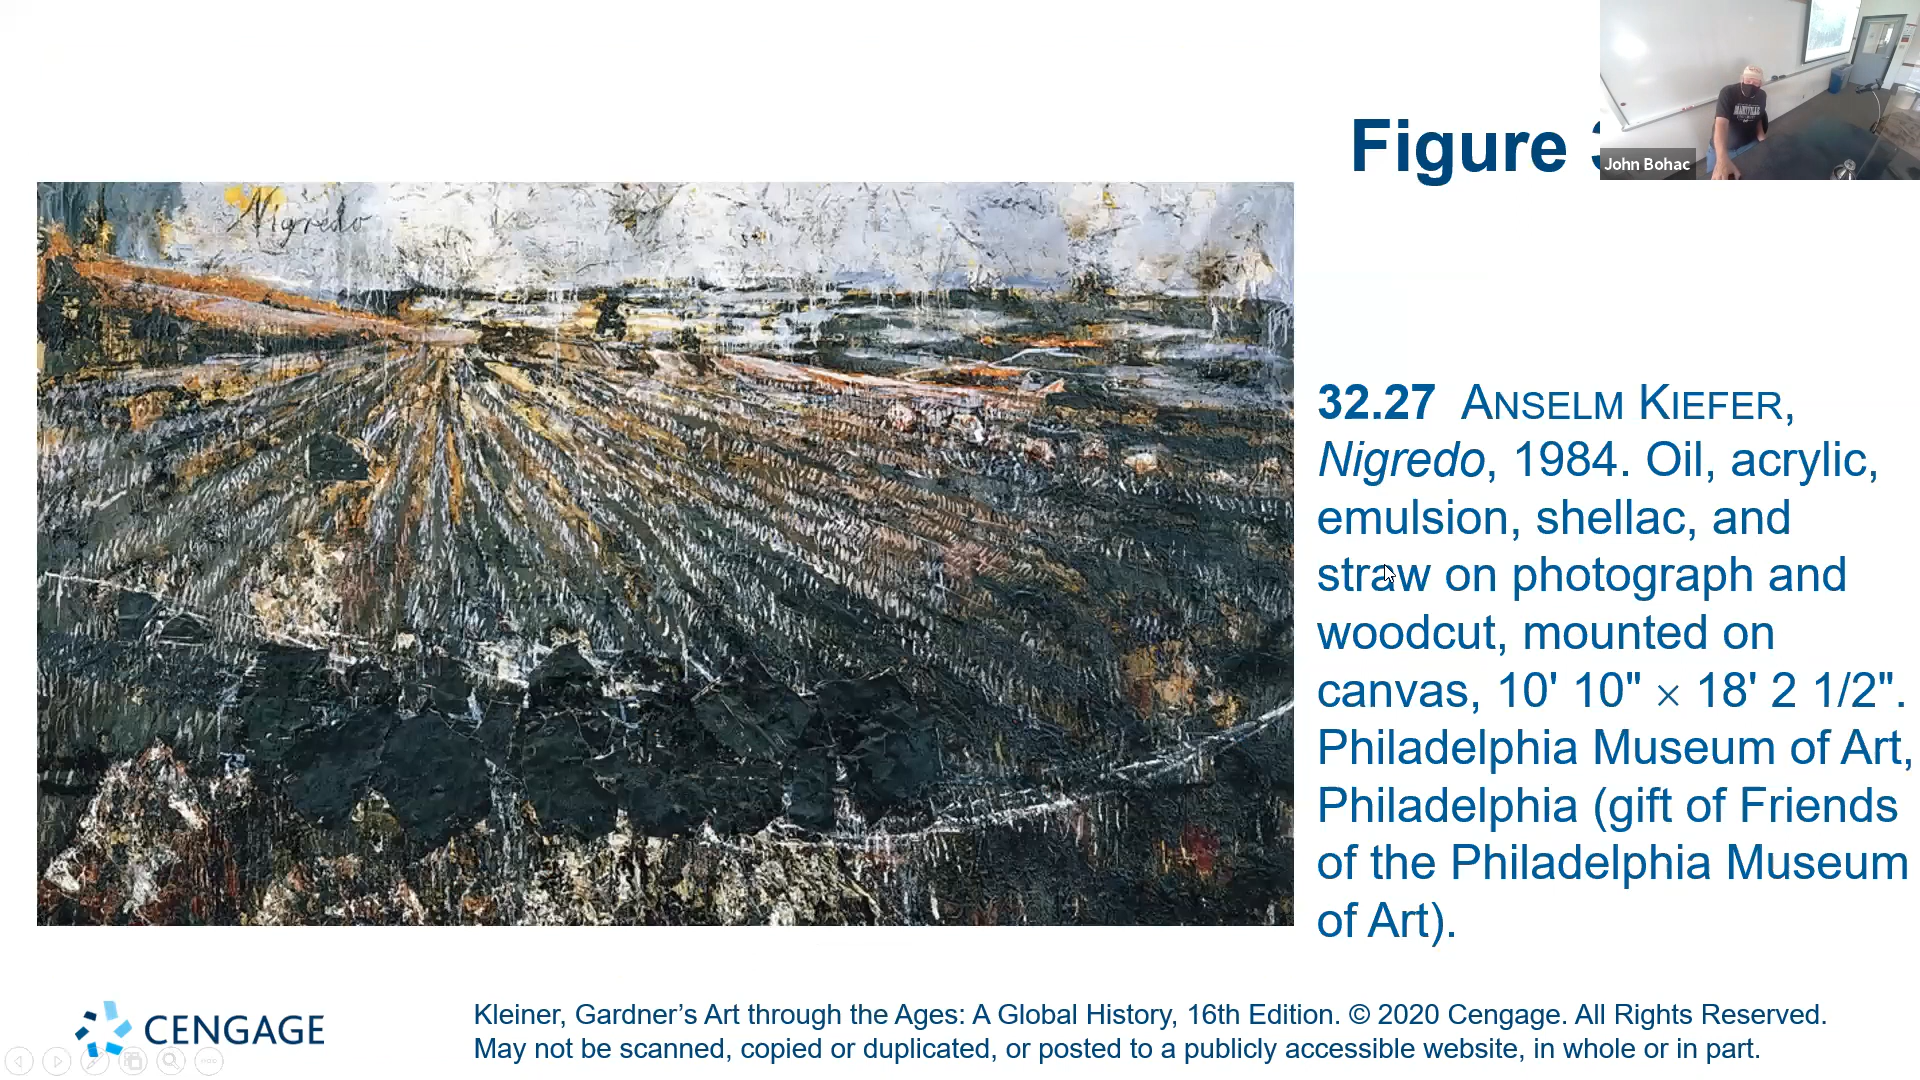 Figure
John Bohac
Nigredo
32.27 ANSELM KIEFER,
Nigredo, 1984. Oil, acrylic,
emulsion, shellac, and
straw on photograph and
woodcut, mounted on
canvas, 10' 10" × 18' 2 1/2".
Philadelphia Museum of Art,
Philadelphia (gift of Friends
of the Philadelphia Museum
of Art).
CENGAGE
Kleiner, Gardner’s Art through the Ages: A Global History, 16th Edition. © 2020 Cengage. All Rights Reserved.
May not be scanned, copied or duplicated, or posted to a publicly accessible website, in whole or in part.